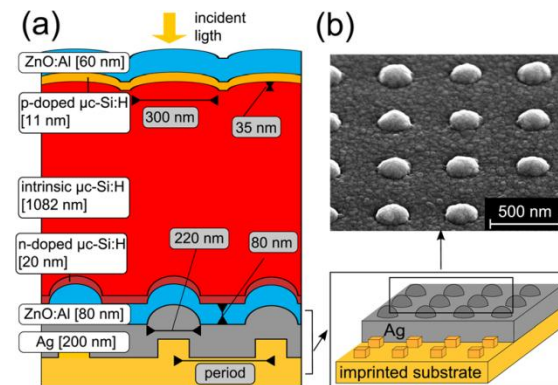 (a)
incident
ligth
ZnO:Al [60 nm]
p-doped µc-Si:H
[11 nm]
300 nm
35 nm
intrinsic µc-Si:H
[1082 nm]
n-doped µc-Si:H
[20 nm]
220 nm
80 nm
ZnO:Al [80 nm]
Ag [200 nm]
period
(b)
500 nm
Ag
imprinted substrate